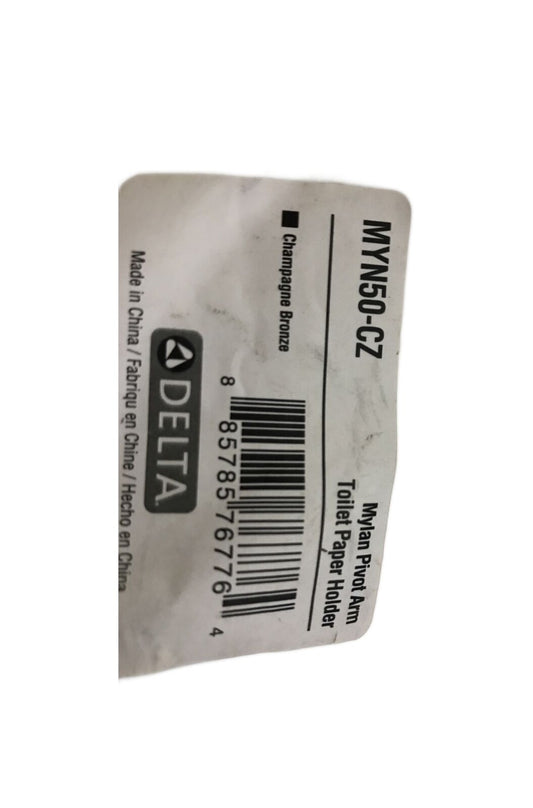 MYN50-CZ
Mylan Pivot Arm
Toilet Paper Holder
Champagne Bronze
8 85785 76776 4
DELTA
Made in China / Fabriqu en Chine / Hecho en China